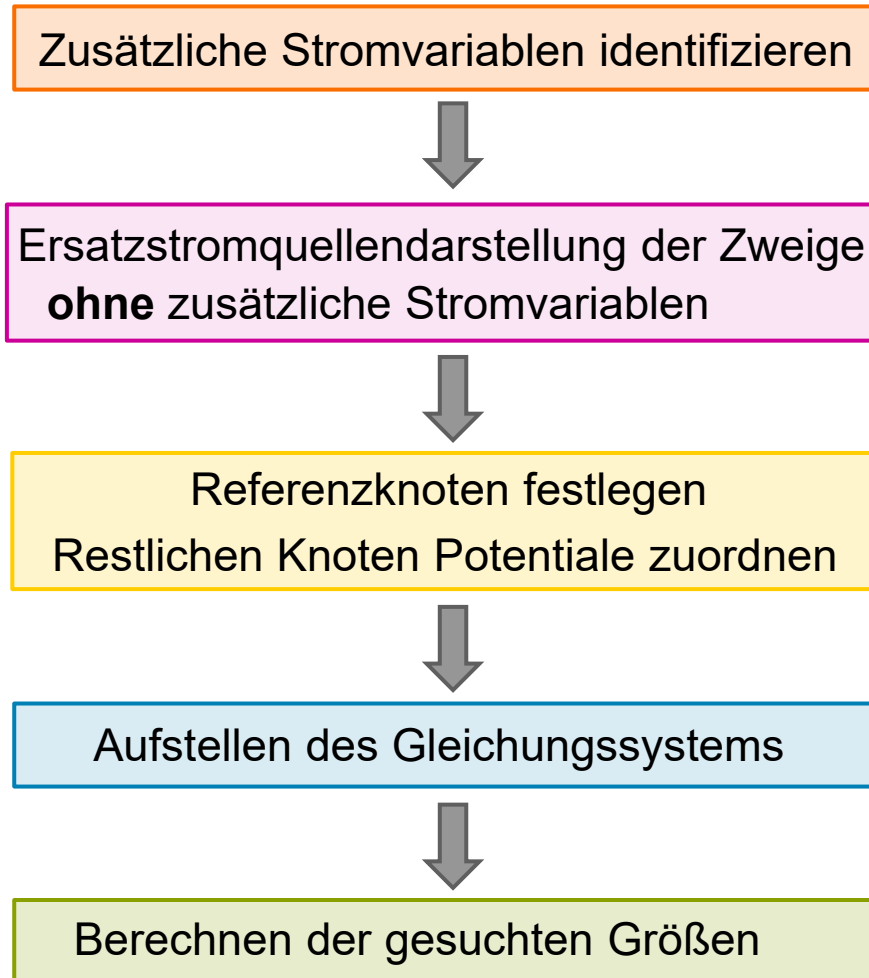 Zusätzliche Stromvariablen identifizieren
Ersatzstromquellendarstellung der Zweige
ohne zusätzliche Stromvariablen
Referenzknoten festlegen
Restlichen Knoten Potentiale zuordnen
Aufstellen des Gleichungssystems
Berechnen der gesuchten Größen